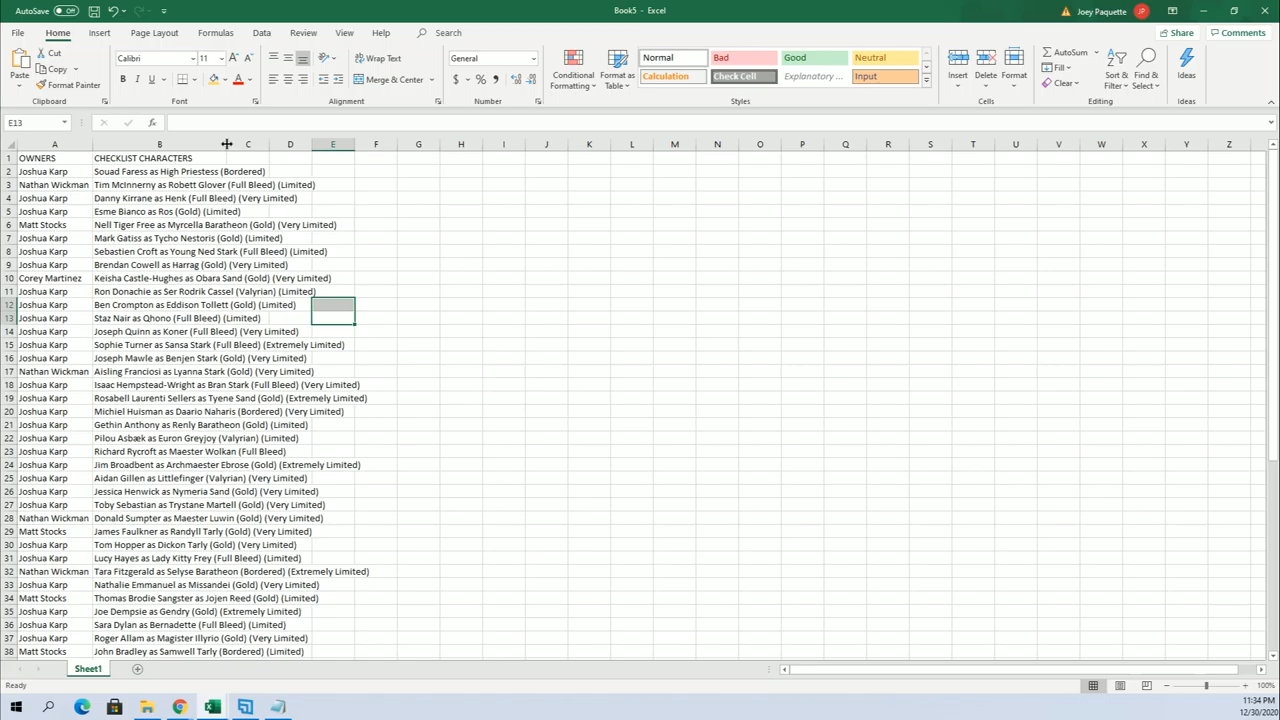 AutoSave Off Book5 - Excel Joey Paquette JP
File Home Insert Page Layout Formulas Data Review View Help Search Share Comments
Cut Calibri 11 Wrap Text General Normal Bad Good Neutral AutoSum
Copy Fill
Paste Format Painter Merge & Center Conditional Formatting Format as Table Calculation Check Cell Explanatory ... Input Insert Delete Format Clear Sort & Filter Find & Select Ideas
Clipboard Font Alignment Number Styles Cells Editing Ideas
E13
A B C D E F G H I J K L M N O P Q R S T U V W X Y Z
1 OWNERS CHECKLIST CHARACTERS
2 Joshua Karp Souad Faress as High Priestess (Bordered)
3 Nathan Wickman Tim McInnerny as Robett Glover (Full Bleed) (Limited)
4 Joshua Karp Danny Kirrane as Henk (Full Bleed) (Very Limited)
5 Joshua Karp Esme Bianco as Ros (Gold) (Limited)
6 Matt Stocks Nell Tiger Free as Myrcella Baratheon (Gold) (Very Limited)
7 Joshua Karp Mark Gatiss as Tycho Nestoris (Gold) (Limited)
8 Joshua Karp Sebastien Croft as Young Ned Stark (Full Bleed) (Limited)
9 Joshua Karp Brendan Cowell as Harrag (Gold) (Very Limited)
10 Corey Martinez Keisha Castle-Hughes as Obara Sand (Gold) (Very Limited)
11 Joshua Karp Ron Donachie as Ser Rodrik Cassel (Valyrian) (Limited)
12 Joshua Karp Ben Crompton as Eddison Tollett (Gold) (Limited)
13 Joshua Karp Staz Nair as Qhono (Full Bleed) (Limited)
14 Joshua Karp Joseph Quinn as Koner (Full Bleed) (Very Limited)
15 Joshua Karp Sophie Turner as Sansa Stark (Full Bleed) (Extremely Limited)
16 Joshua Karp Joseph Mawle as Benjen Stark (Gold) (Very Limited)
17 Nathan Wickman Aisling Franciosi as Lyanna Stark (Gold) (Very Limited)
18 Joshua Karp Isaac Hempstead-Wright as Bran Stark (Full Bleed) (Very Limited)
19 Joshua Karp Rosabell Laurenti Sellers as Tyene Sand (Gold) (Extremely Limited)
20 Joshua Karp Michiel Huisman as Daario Naharis (Bordered) (Very Limited)
21 Joshua Karp Gethin Anthony as Renly Baratheon (Gold) (Limited)
22 Joshua Karp Pilou Asbæk as Euron Greyjoy (Valyrian) (Limited)
23 Joshua Karp Richard Rycroft as Maester Wolkan (Full Bleed)
24 Joshua Karp Jim Broadbent as Archmaester Ebrose (Gold) (Extremely Limited)
25 Joshua Karp Aidan Gillen as Littlefinger (Valyrian) (Very Limited)
26 Joshua Karp Jessica Henwick as Nymeria Sand (Gold) (Very Limited)
27 Joshua Karp Toby Sebastian as Trystane Martell (Gold) (Very Limited)
28 Nathan Wickman Donald Sumpter as Maester Luwin (Gold) (Very Limited)
29 Matt Stocks James Faulkner as Randyll Tarly (Gold) (Very Limited)
30 Joshua Karp Tom Hopper as Dickon Tarly (Gold) (Very Limited)
31 Joshua Karp Lucy Hayes as Lady Kitty Frey (Full Bleed) (Limited)
32 Nathan Wickman Tara Fitzgerald as Selyse Baratheon (Bordered) (Extremely Limited)
33 Joshua Karp Nathalie Emmanuel as Missandei (Gold) (Very Limited)
34 Matt Stocks Thomas Brodie Sangster as Jojen Reed (Gold) (Very Limited)
35 Joshua Karp Joe Dempsie as Gendry (Gold) (Extremely Limited)
36 Joshua Karp Sara Dylan as Bernadette (Full Bleed) (Limited)
37 Joshua Karp Roger Allam as Magister Illyrio (Gold) (Very Limited)
38 Matt Stocks John Bradley as Samwell Tarly (Bordered) (Limited)
Sheet1
Ready 100%
11:34 PM
12/30/2020